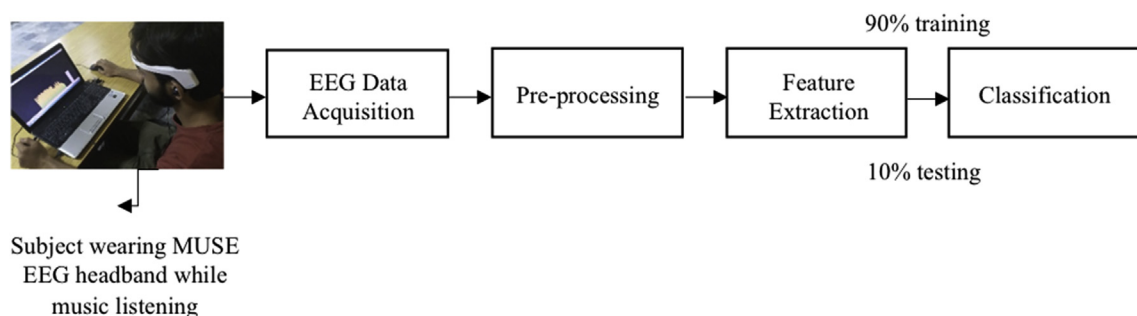 90% training
EEG Data
Acquisition
Pre-processing
Feature
Extraction
Classification
10% testing
Subject wearing MUSE
EEG headband while
music listening